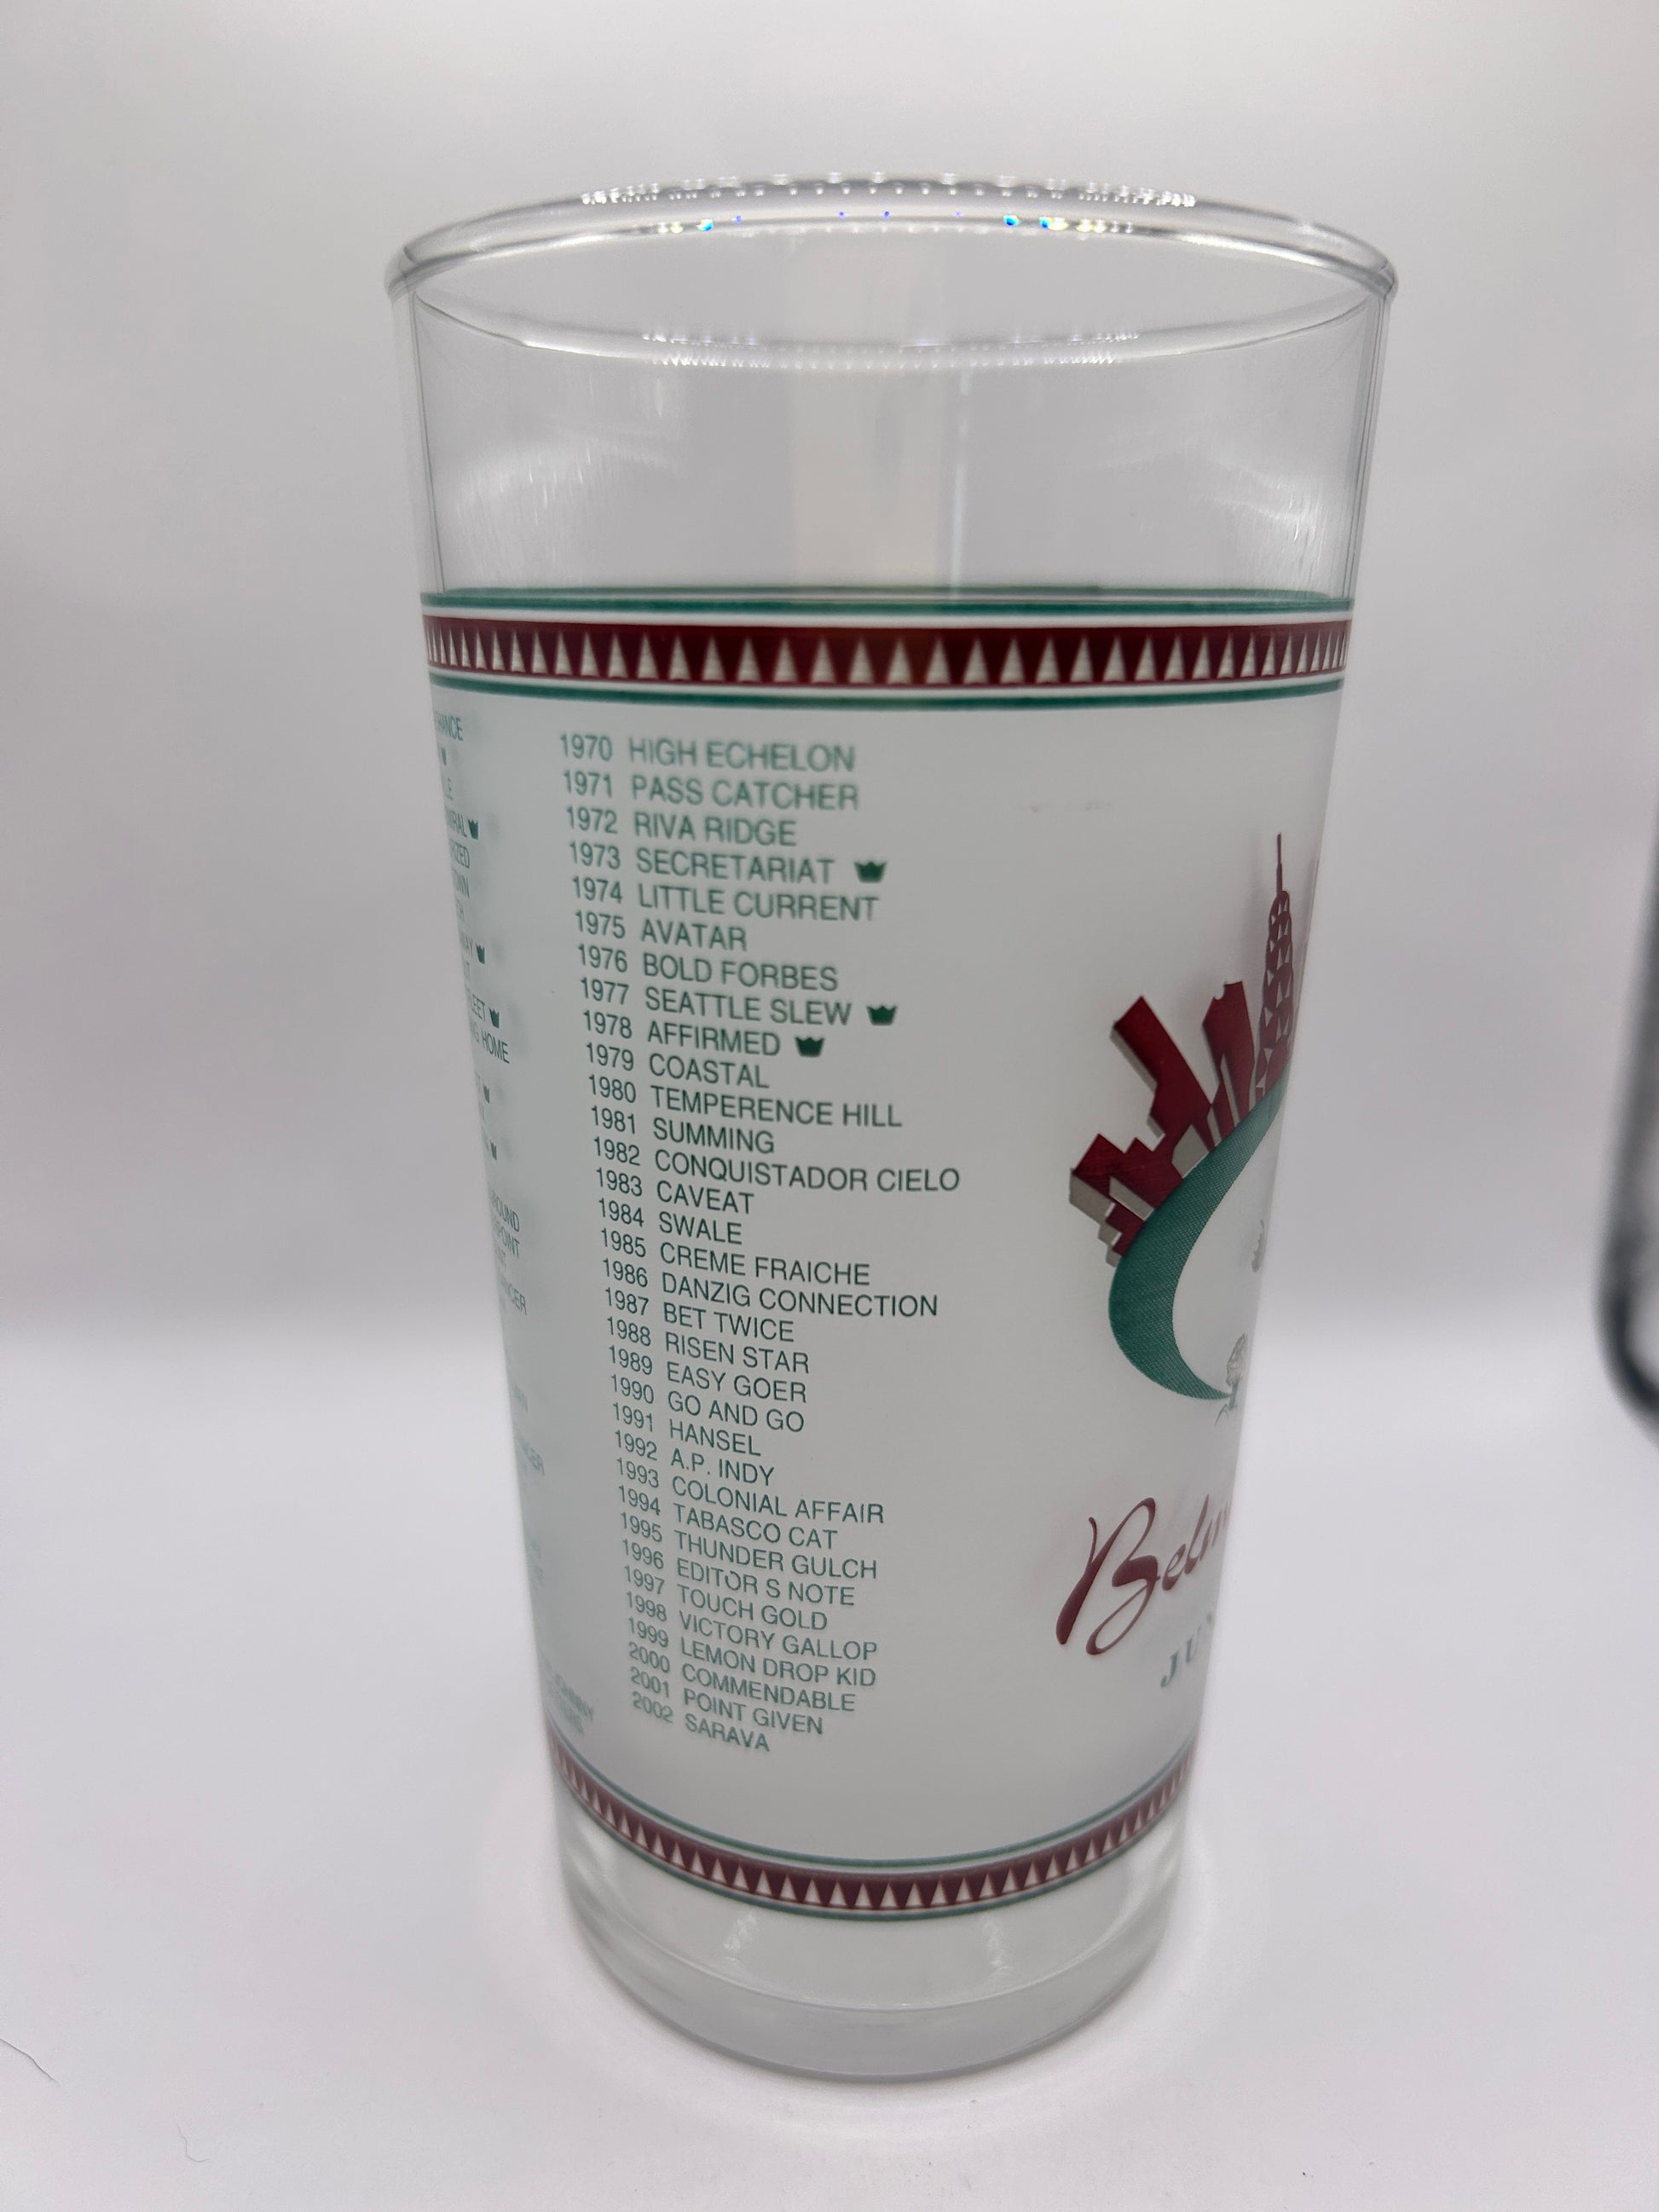 HOME
1970 HIGH ECHELON
1971 PASS CATCHER
1972 RIVA RIDGE
1973 SECRETARIAT
1974 LITTLE CURRENT
1975 AVATAR
1976 BOLD FORBES
1977 SEATTLE SLEW
1978 AFFIRMED
1979 COASTAL
1980 TEMPERENCE HILL
1981 SUMMING
1982 CONQUISTADOR CIELO
1983 CAVEAT
1984 SWALE
1985 CREME FRAICHE
1986 DANZIG CONNECTION
1987 BET TWICE
1988 RISEN STAR
1989 EASY GOER
1990 GO AND GO
1991 HANSEL
1992 A.P. INDY
1993 COLONIAL AFFAIR
1994 TABASCO CAT
1995 THUNDER GULCH
1996 EDITOR S NOTE
1997 TOUCH GOLD
1998 VICTORY GALLOP
1999 LEMON DROP KID
2000 COMMENDABLE
2001 POINT GIVEN
2002 SARAVA
Belm
JU